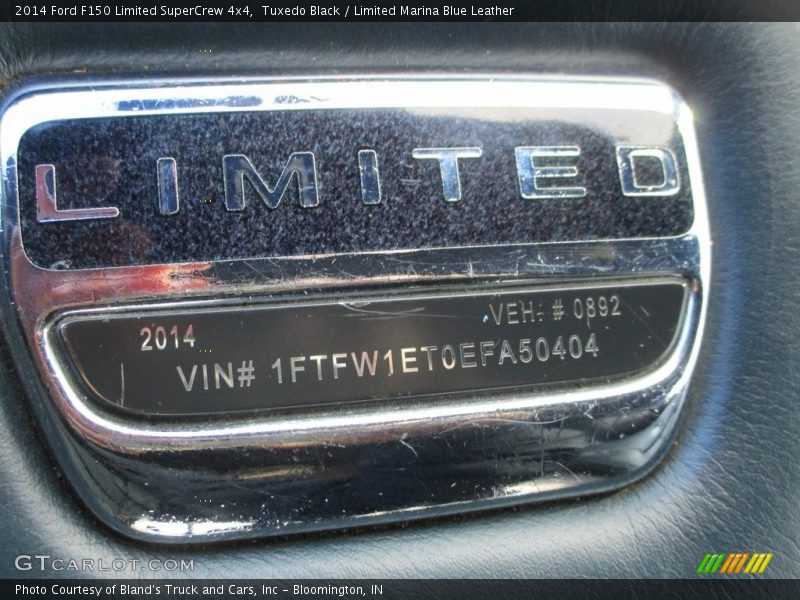 2014 Ford F150 Limited SuperCrew 4x4, Tuxedo Black / Limited Marina Blue Leather
LIMITED
2014 VEH. # 0892
VIN# 1FTFW1ET0EFA50404
GTCARLOT.COM
Photo Courtesy of Bland's Truck and Cars, Inc - Bloomington, IN